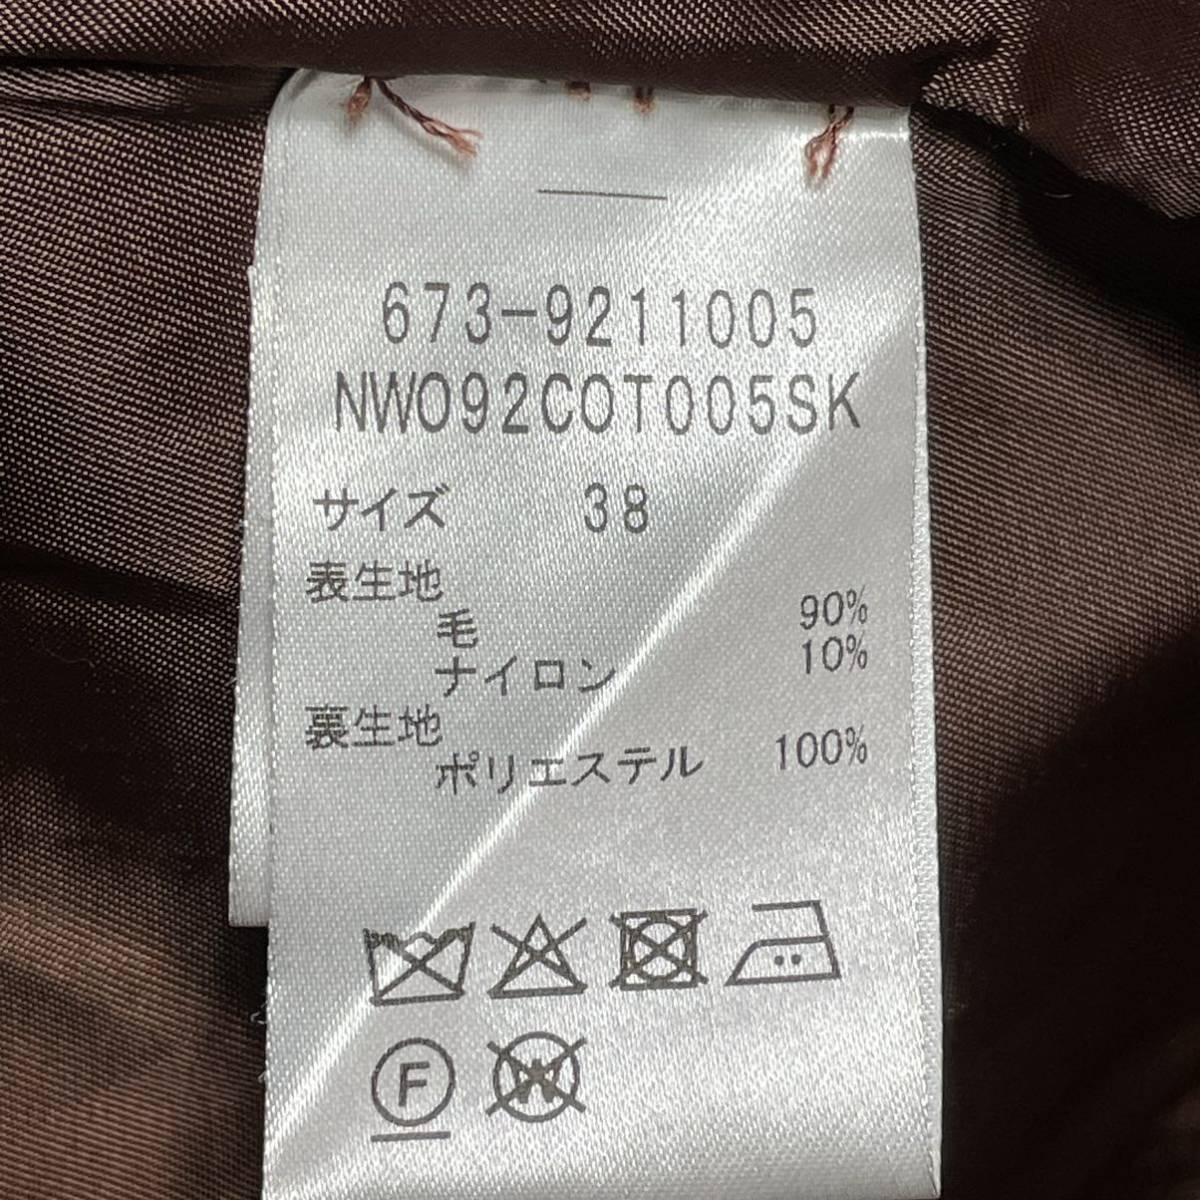 673-9211005
NW092COT005SK
サイズ 38
表生地
毛 90%
ナイロン 10%
裏生地
ポリエステル 100%
F
W